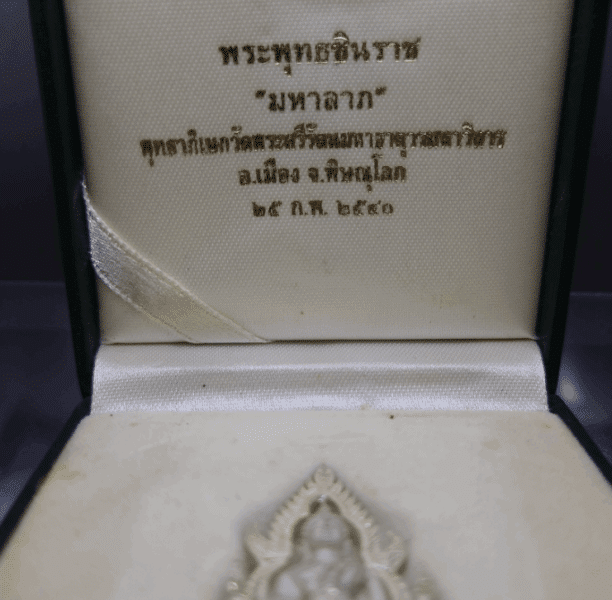 พระพุทธชินราช
"มหาลาภ"
พุทธาภิเษกวัดพระศรีรัตนมหาธาตุวรมหาวิหาร
อ.เมือง จ.พิษณุโลก
๒๕ ก.พ. ๒๕๔๐